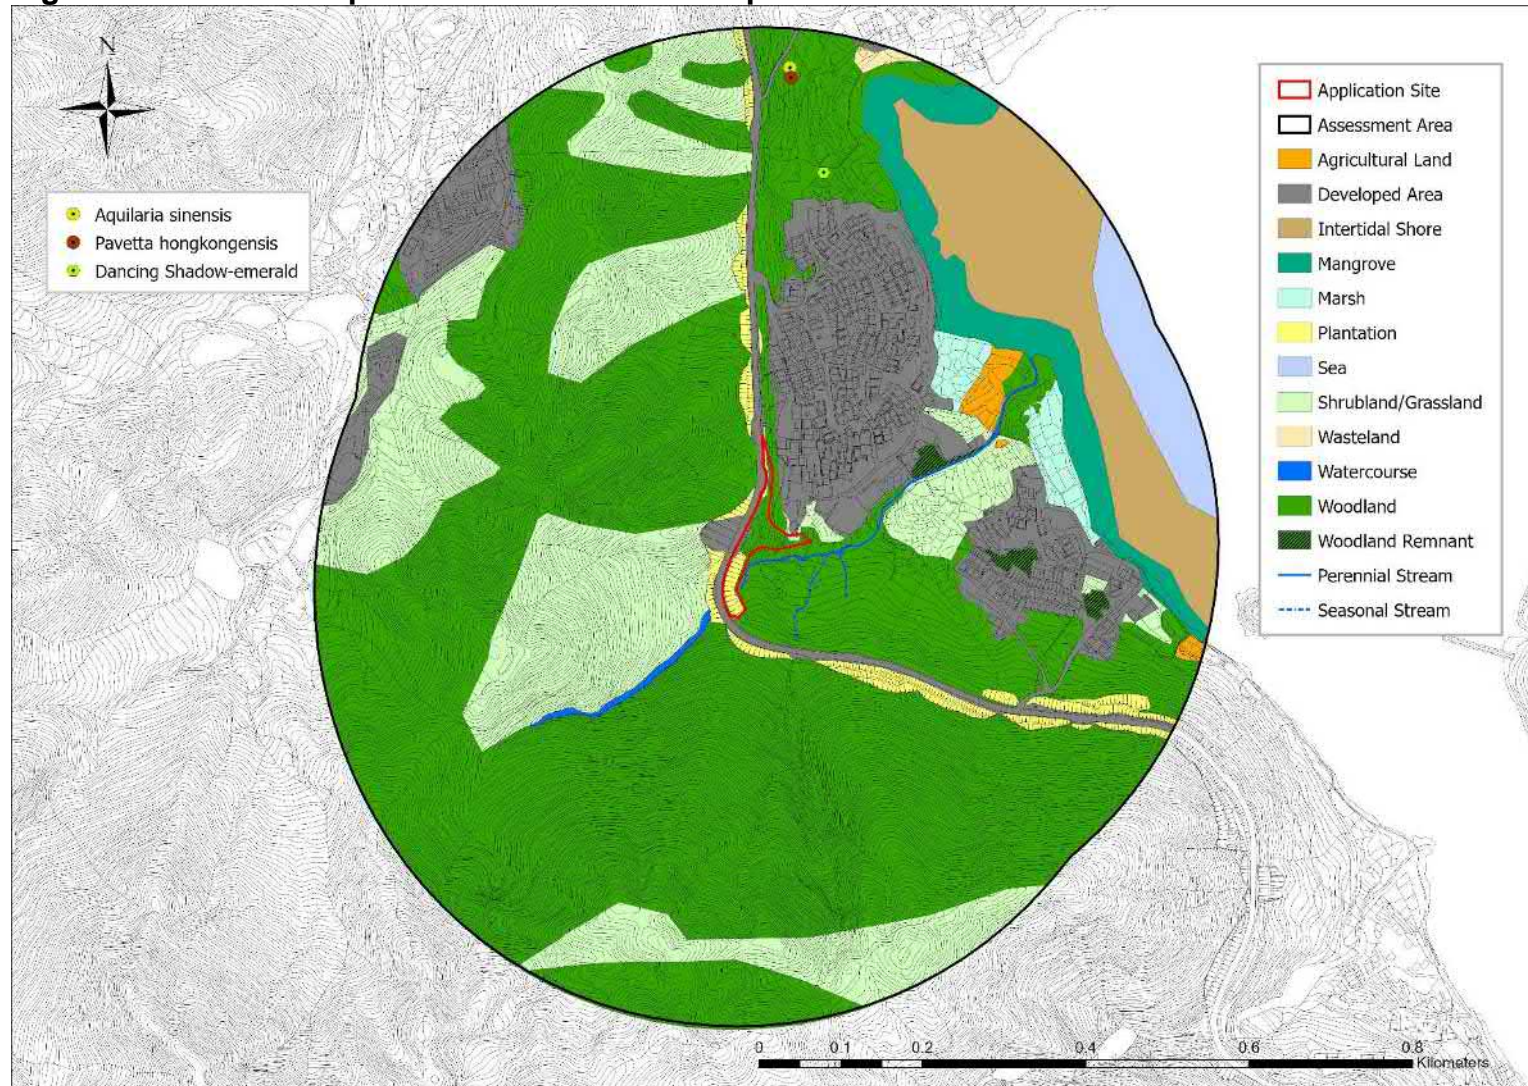 N
Aquilaria sinensis
Pavetta hongkongensis
Dancing Shadow-emerald
Application Site
Assessment Area
Agricultural Land
Developed Area
Intertidal Shore
Mangrove
Marsh
Plantation
Sea
Shrubland/Grassland
Wasteland
Watercourse
Woodland
Woodland Remnant
Perennial Stream
Seasonal Stream
0 0.1 0.2 0.4 0.6 0.8
Kilometers